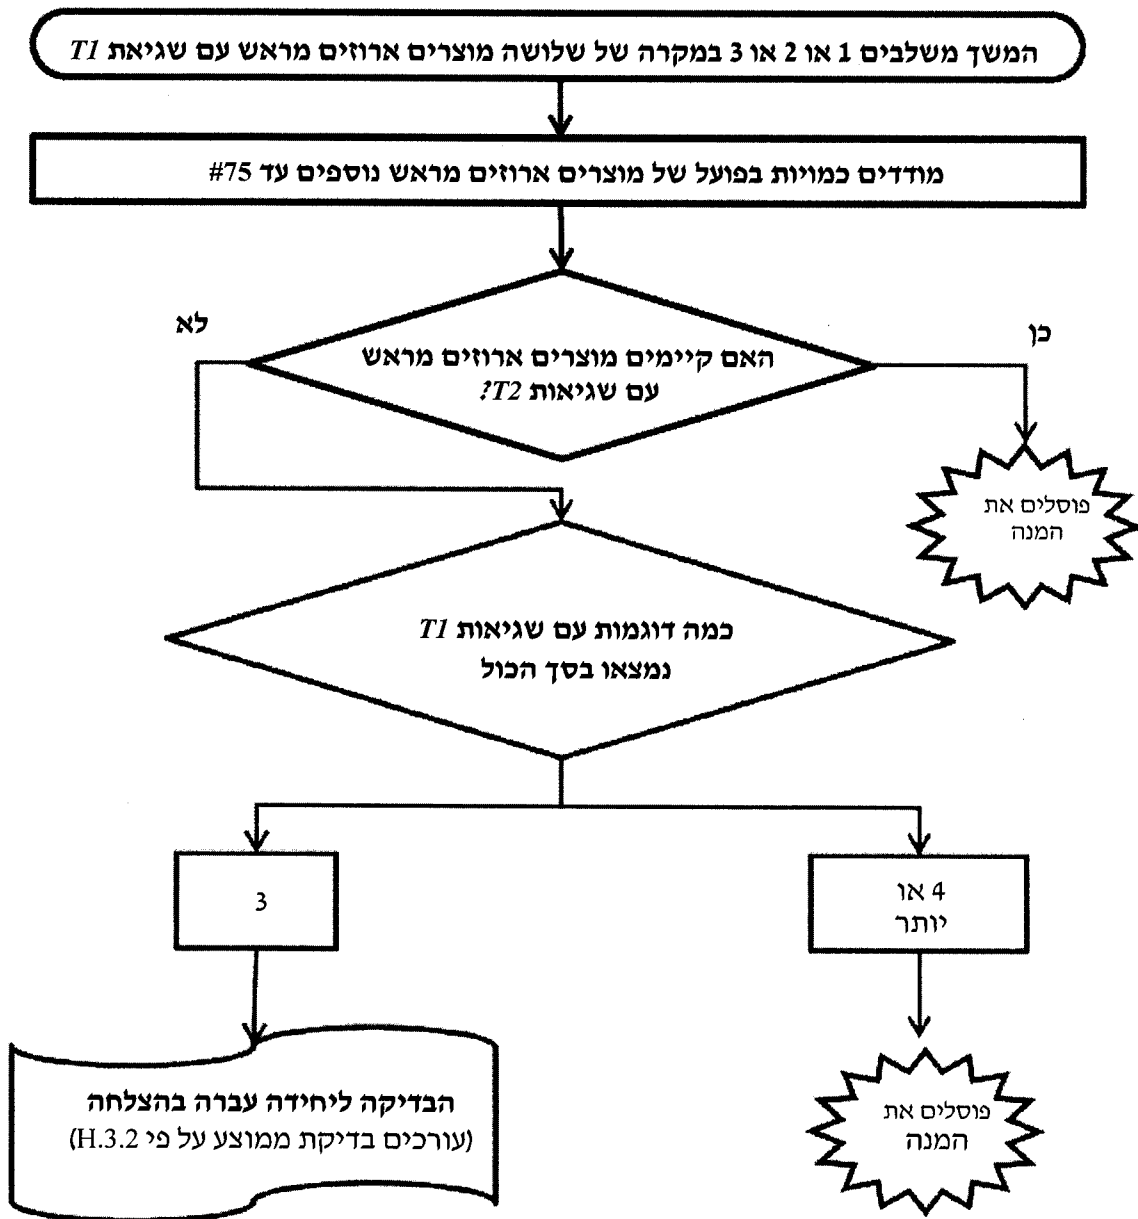 המשך משלבים 1 או 2 או 3 במקרה של שלושה מוצרים ארוזים מראש עם שגיאת T1
מודדים כמויות בפועל של מוצרים ארוזים מראש נוספים עד 75#
לא
כן
האם קיימים מוצרים ארוזים מראש
עם שגיאות T2?
פוסלים את
המנה
כמה דוגמות עם שגיאות T1
נמצאו בסך הכול
3
4 או
יותר
הבדיקה ליחידה עברה בהצלחה
(עורכים בדיקת ממוצע על פי H.3.2)
פוסלים את
המנה